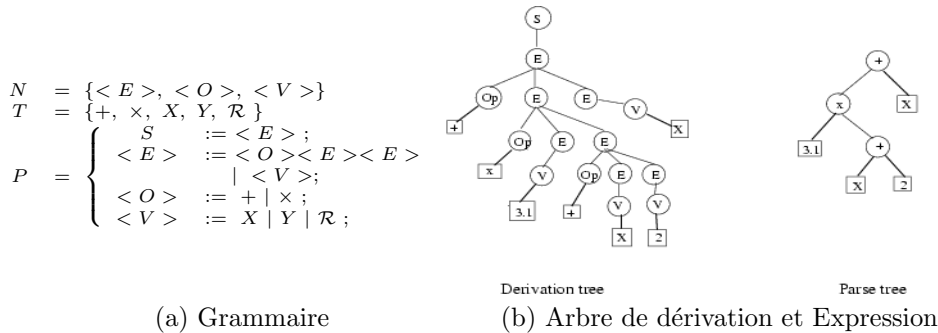 N = {< E >, < O >, < V >}
T = {+, ×, X, Y, ℛ }
P = {
S := < E > ;
< E > := < O >< E >< E >
| < V >;
< O > := + | × ;
< V > := X | Y | ℛ ;
S
E
Op E E
+ V X
Op E E
x V Op E E
3.1 + V V
X 2
Derivation tree
+
x X
3.1 +
X 2
Parse tree
(a) Grammaire
(b) Arbre de dérivation et Expression